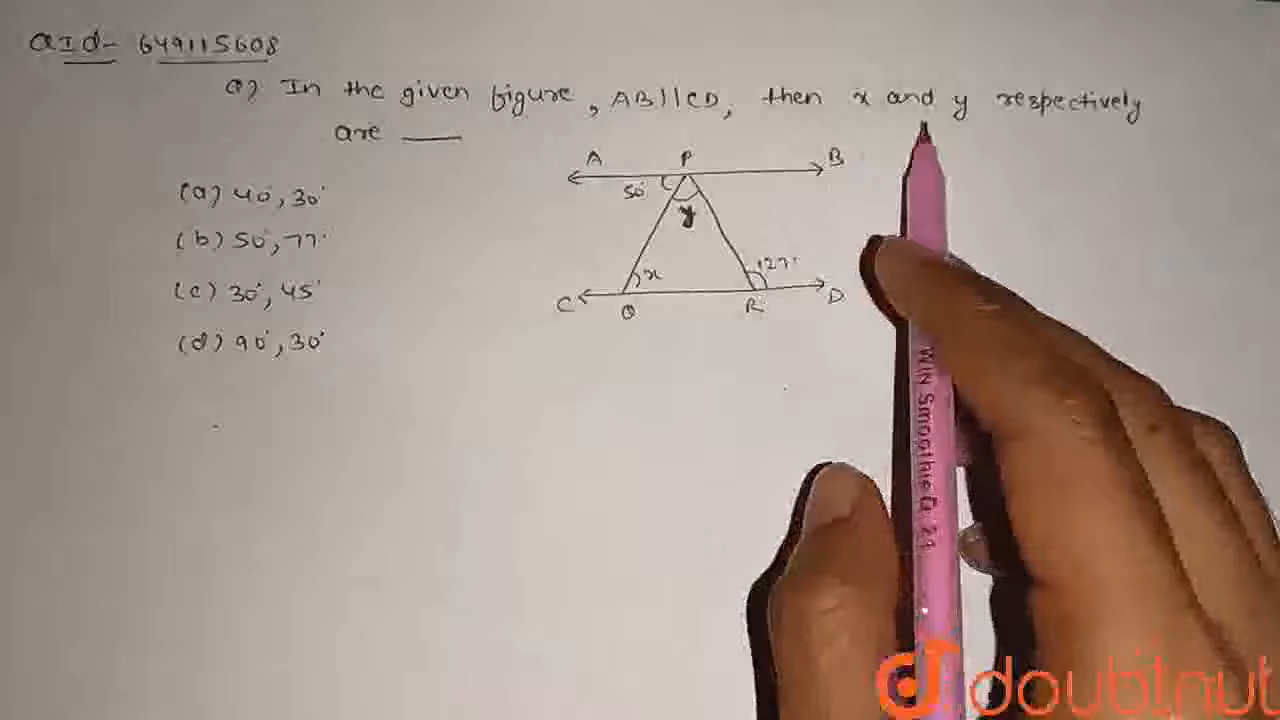 QId- 649115608
Q) In the given figure, AB||CD, then x and y respectively
are ___
(a) 40°, 30°
(b) 50°, 77°
(c) 30°, 45°
(d) 90°, 30°
A P B
50°
y
x 127°
C Q R D
WIN Smoothie
doubtnut